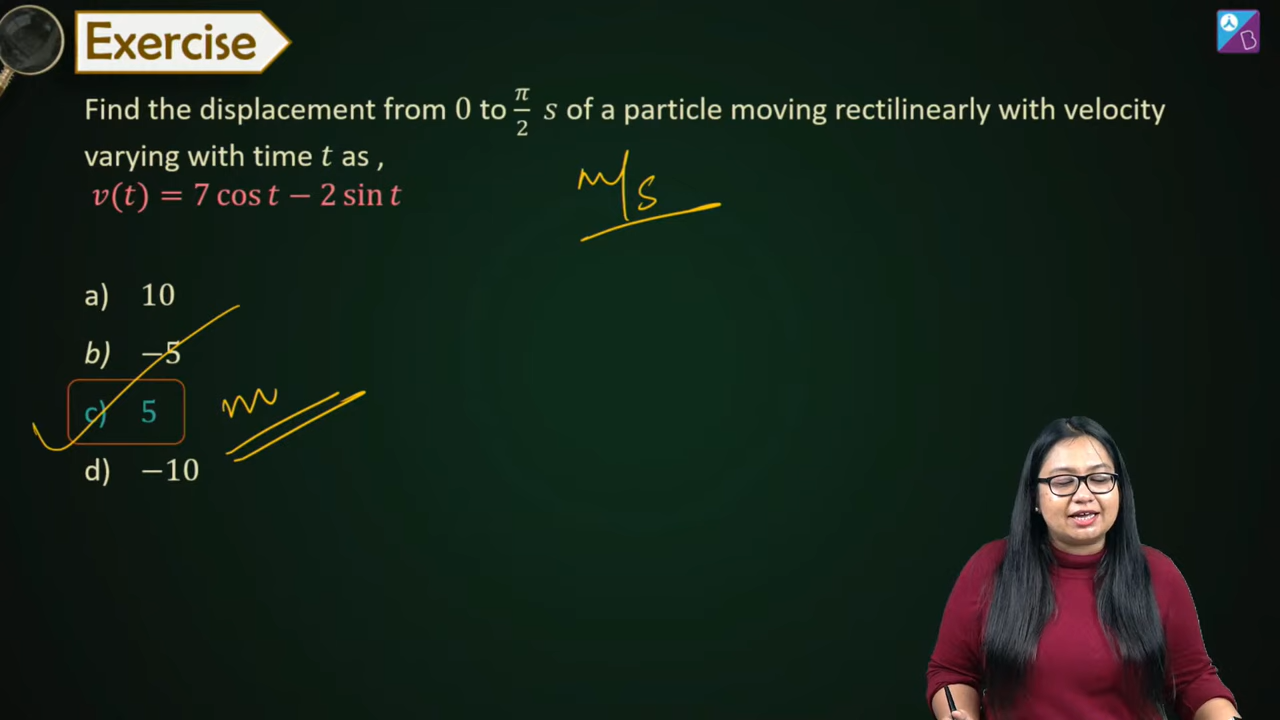 Exercise
Find the displacement from 0 to π/2 s of a particle moving rectilinearly with velocity
varying with time t as ,
v(t) = 7 cos t − 2 sin t
m/s
a) 10
b) −5
c) 5 m
d) −10
B